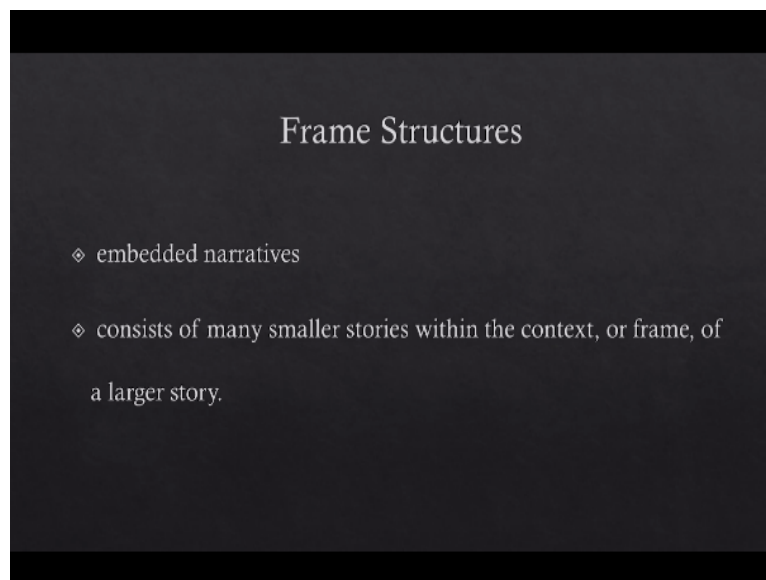 Frame Structures
embedded narratives
consists of many smaller stories within the context, or frame, of
a larger story.